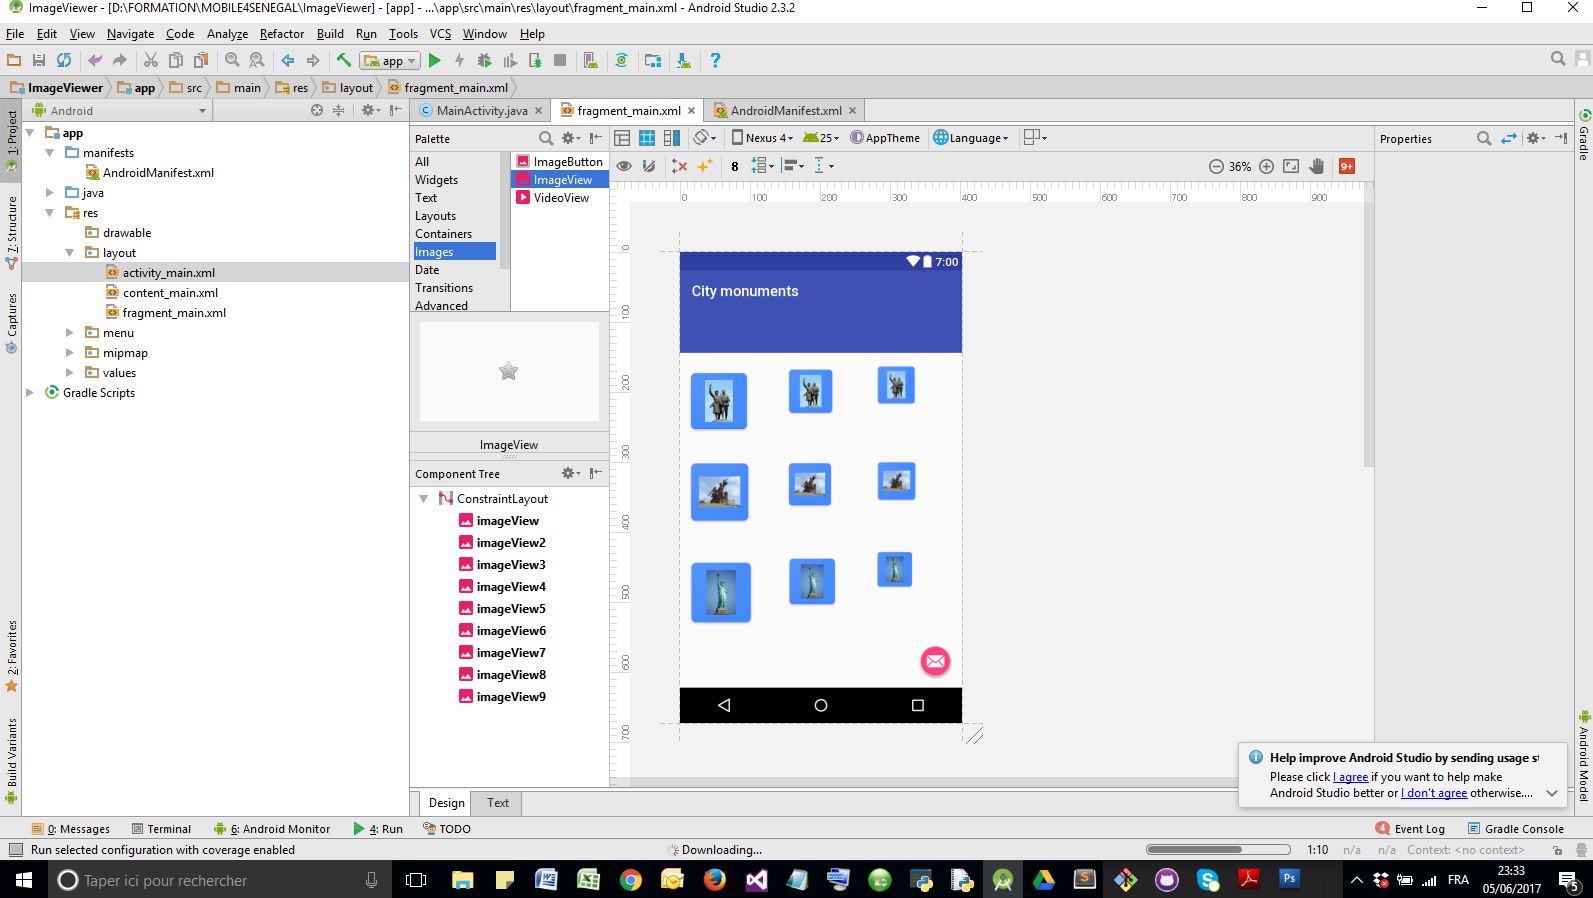 ImageViewer - [D:\FORMATION\MOBILE4SENEGAL\ImageViewer] - [app] - ...\app\src\main\res\layout\fragment_main.xml - Android Studio 2.3.2
File Edit View Navigate Code Analyze Refactor Build Run Tools VCS Window Help
app
ImageViewer app src main res layout fragment_main.xml
Android
MainActivity.java fragment_main.xml AndroidManifest.xml
1: Project
7: Structure
Captures
2: Favorites
Build Variants
app
manifests
AndroidManifest.xml
java
res
drawable
layout
activity_main.xml
content_main.xml
fragment_main.xml
menu
mipmap
values
Gradle Scripts
Palette
All
Widgets
Text
Layouts
Containers
Images
Date
Transitions
Advanced
ImageButton
ImageView
VideoView
ImageView
Component Tree
ConstraintLayout
imageView
imageView2
imageView3
imageView4
imageView5
imageView6
imageView7
imageView8
imageView9
Nexus 4 25 AppTheme Language
8 36% 9+
0 100 200 300 400 500 600 700 800 900
0
100
200
300
400
500
600
700
7:00
City monuments
Properties
Gradle
Android Model
Help improve Android Studio by sending usage st
Please click I agree if you want to help make
Android Studio better or I don't agree otherwise....
Design Text
0: Messages Terminal 6: Android Monitor 4: Run TODO 4 Event Log Gradle Console
Run selected configuration with coverage enabled Downloading... 1:10 n/a n/a Context: <no context>
Taper ici pour rechercher FRA 23:33
05/06/2017 5
Ps